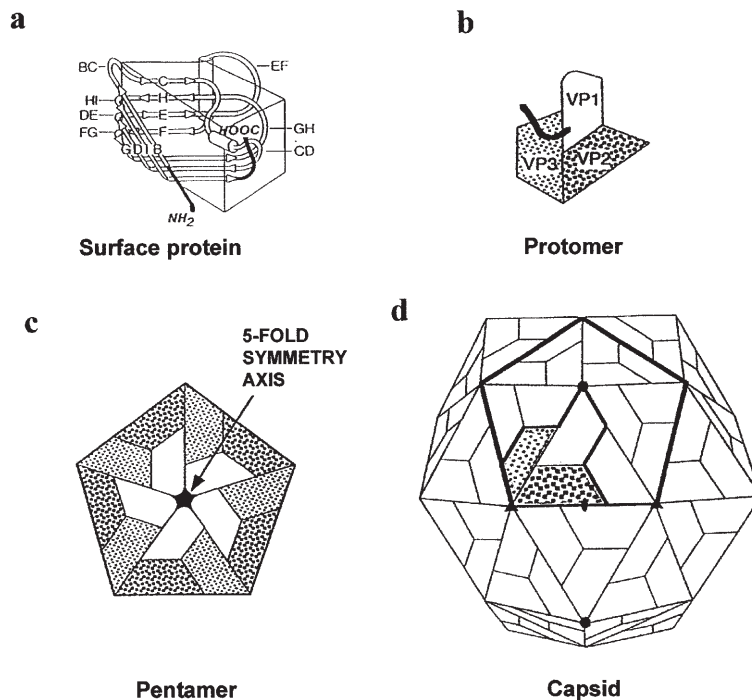 a
BC
C
EF
HI
H
DE
E
HOOC
GH
FG
F
CD
G D I B
NH2
Surface protein
b
VP1
VP3
VP2
Protomer
c
5-FOLD
SYMMETRY
AXIS
Pentamer
d
Capsid